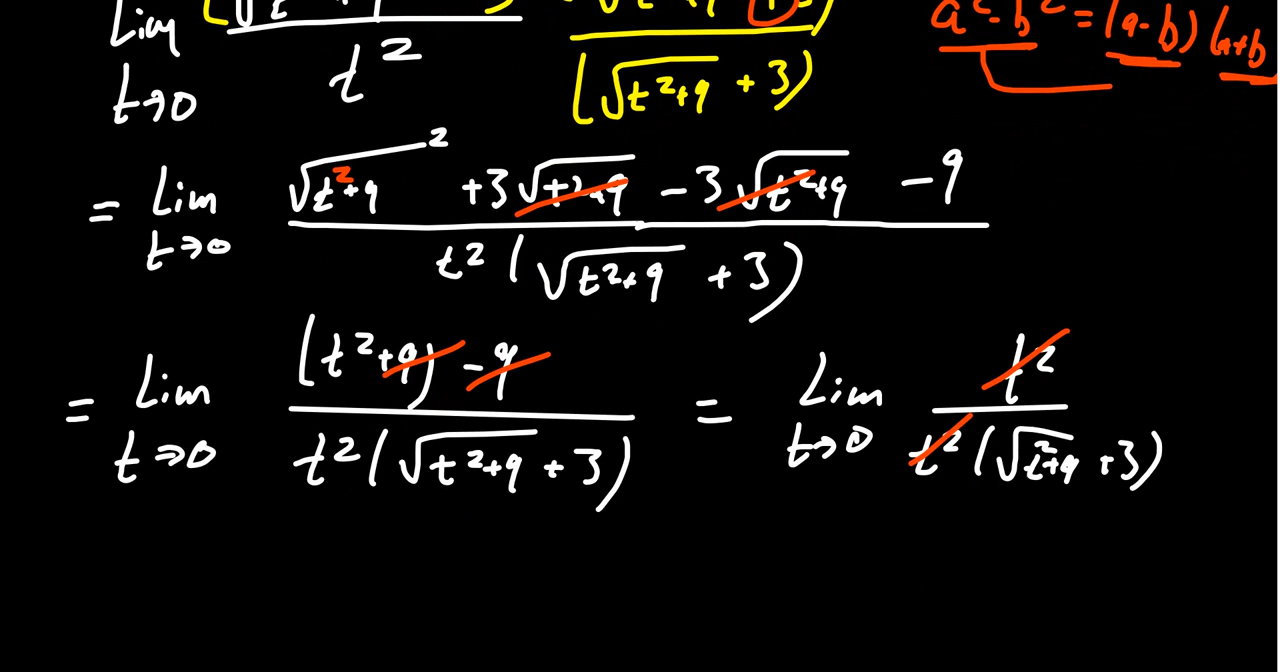 Lim t→0 t² (√t²+9 + 3) a²-b² = (a-b)(a+b
= Lim t→0 √t²+9² +3√t²+9 -3√t²+9 -9 / t²(√t²+9 +3)
= Lim t→0 (t²+9) -9 / t²(√t²+9 +3) = Lim t→0 t² / t²(√t²+9 +3)